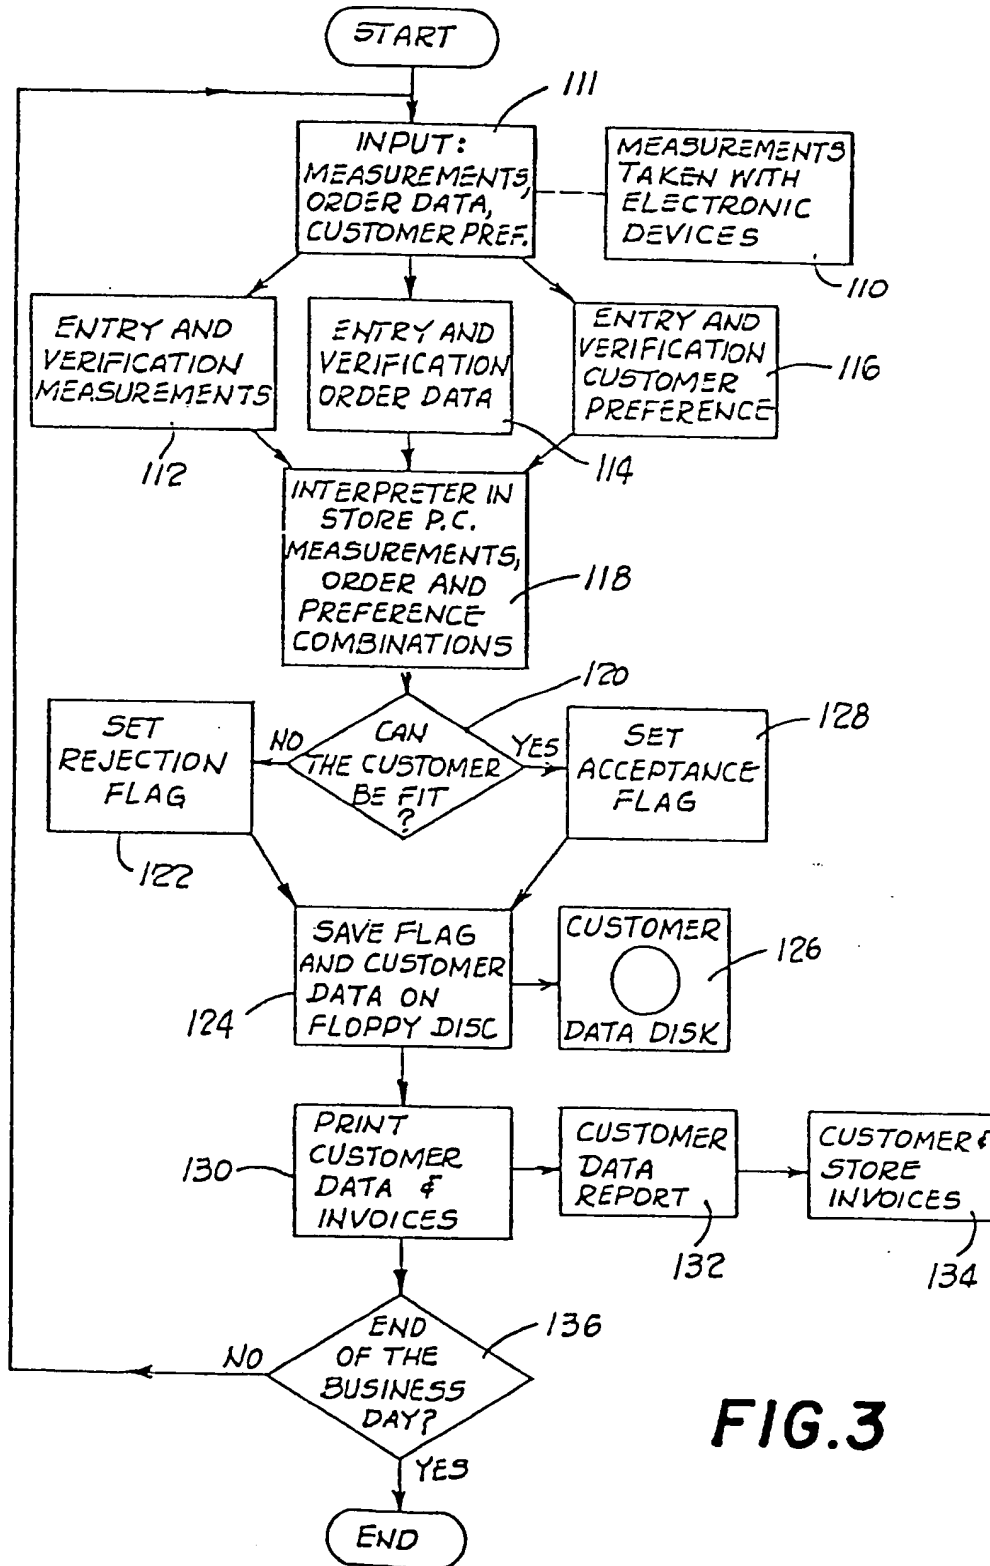 START
111
INPUT:
MEASUREMENTS,
ORDER DATA,
CUSTOMER PREF.
MEASUREMENTS
TAKEN WITH
ELECTRONIC
DEVICES
110
ENTRY AND
VERIFICATION
MEASUREMENTS
112
ENTRY AND
VERIFICATION
ORDER DATA
114
ENTRY AND
VERIFICATION
CUSTOMER
PREFERENCE
116
INTERPRETER IN
STORE P.C.
MEASUREMENTS,
ORDER AND
PREFERENCE
COMBINATIONS
118
120
CAN
THE CUSTOMER
BE FIT
?
NO
YES
SET
REJECTION
FLAG
122
SET
ACCEPTANCE
FLAG
128
SAVE FLAG
AND CUSTOMER
DATA ON
FLOPPY DISC
124
CUSTOMER
DATA DISK
126
PRINT
CUSTOMER
DATA &
INVOICES
130
CUSTOMER
DATA
REPORT
132
CUSTOMER &
STORE
INVOICES
134
END
OF THE
BUSINESS
DAY?
136
NO
YES
END
FIG.3